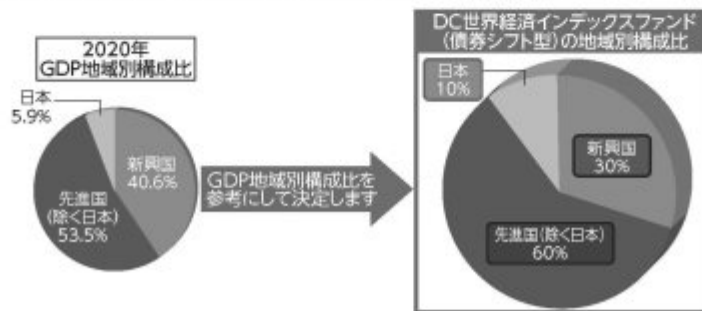 2020年
GDP地域別構成比
日本
5.9%
新興国
40.6%
先進国
(除く日本)
53.5%
GDP地域別構成比を
参考にして決定します
DC世界経済インデックスファンド
(債券シフト型)の地域別構成比
日本
10%
新興国
30%
先進国(除く日本)
60%